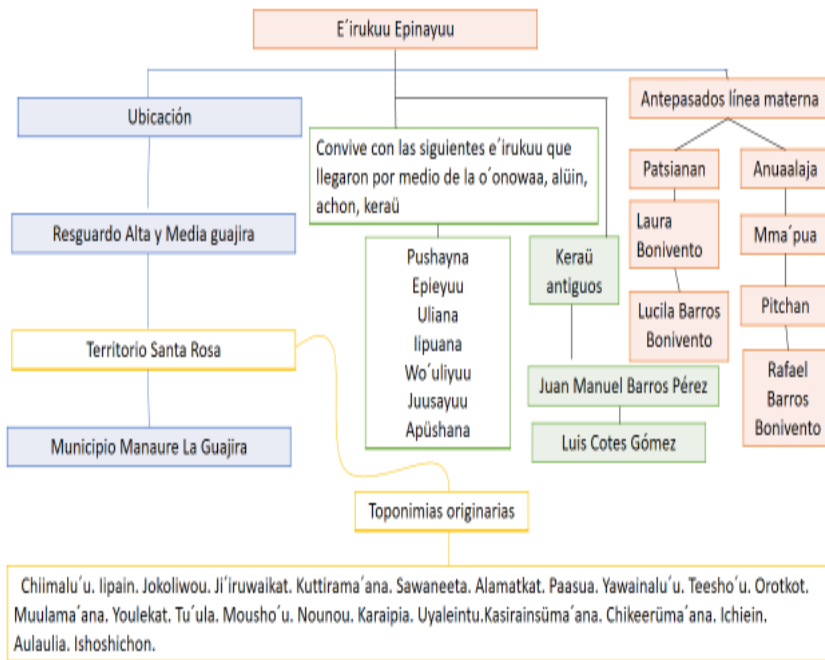 E´irukuu Epinayuu
Ubicación
Resguardo Alta y Media guajira
Territorio Santa Rosa
Municipio Manaure La Guajira
Convive con las siguientes e´irukuu que
llegaron por medio de la o´onowaa, alüin,
achon, keraü
Pushayna
Epieyuu
Uliana
Iipuana
Wo´uliyuu
Juusayuu
Apüshana
Keraü
antiguos
Juan Manuel Barros Pérez
Luis Cotes Gómez
Antepasados línea materna
Patsianan
Laura
Bonivento
Lucila Barros
Bonivento
Anuaalaja
Mma´pua
Pitchan
Rafael
Barros
Bonivento
Toponimias originarias
Chiimalu´u. Iipain. Jokoliwou. Ji´iruwaikat. Kuttirama´ana. Sawaneeta. Alamatkat. Paasua. Yawainalu´u. Teesho´u. Orotkot.
Muulama´ana. Youlekat. Tu´ula. Mousho´u. Nounou. Karaipia. Uyaleintu.Kasirainsüma´ana. Chikeerüma´ana. Ichiein.
Aulaulia. Ishoshichon.